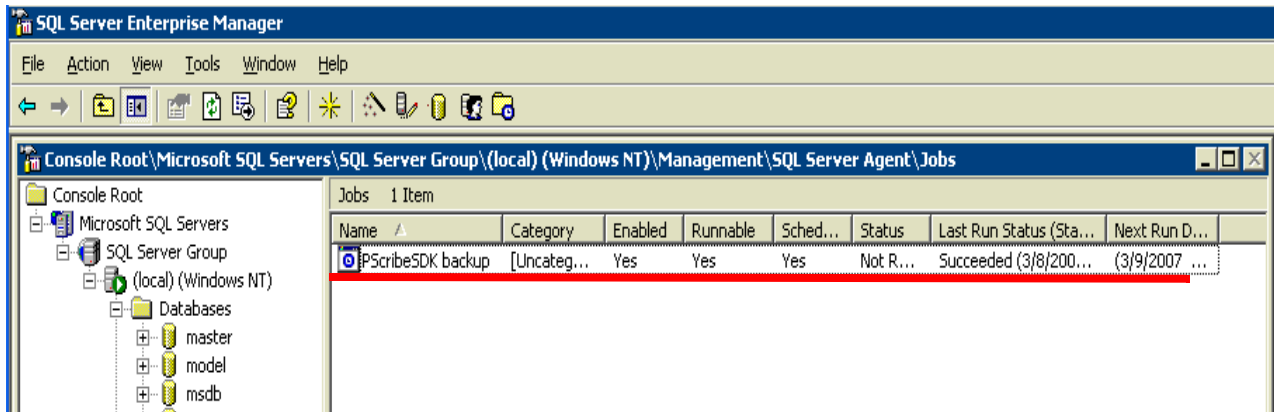 SQL Server Enterprise Manager
File Action View Tools Window Help
Console Root\Microsoft SQL Servers\SQL Server Group\(local) (Windows NT)\Management\SQL Server Agent\Jobs
Console Root
Microsoft SQL Servers
SQL Server Group
(local) (Windows NT)
Databases
master
model
msdb
Jobs 1 Item
Name Category Enabled Runnable Sched... Status Last Run Status (Sta... Next Run D...
PScribeSDK backup [Uncateg... Yes Yes Yes Not R... Succeeded (3/8/200... (3/9/2007 ...